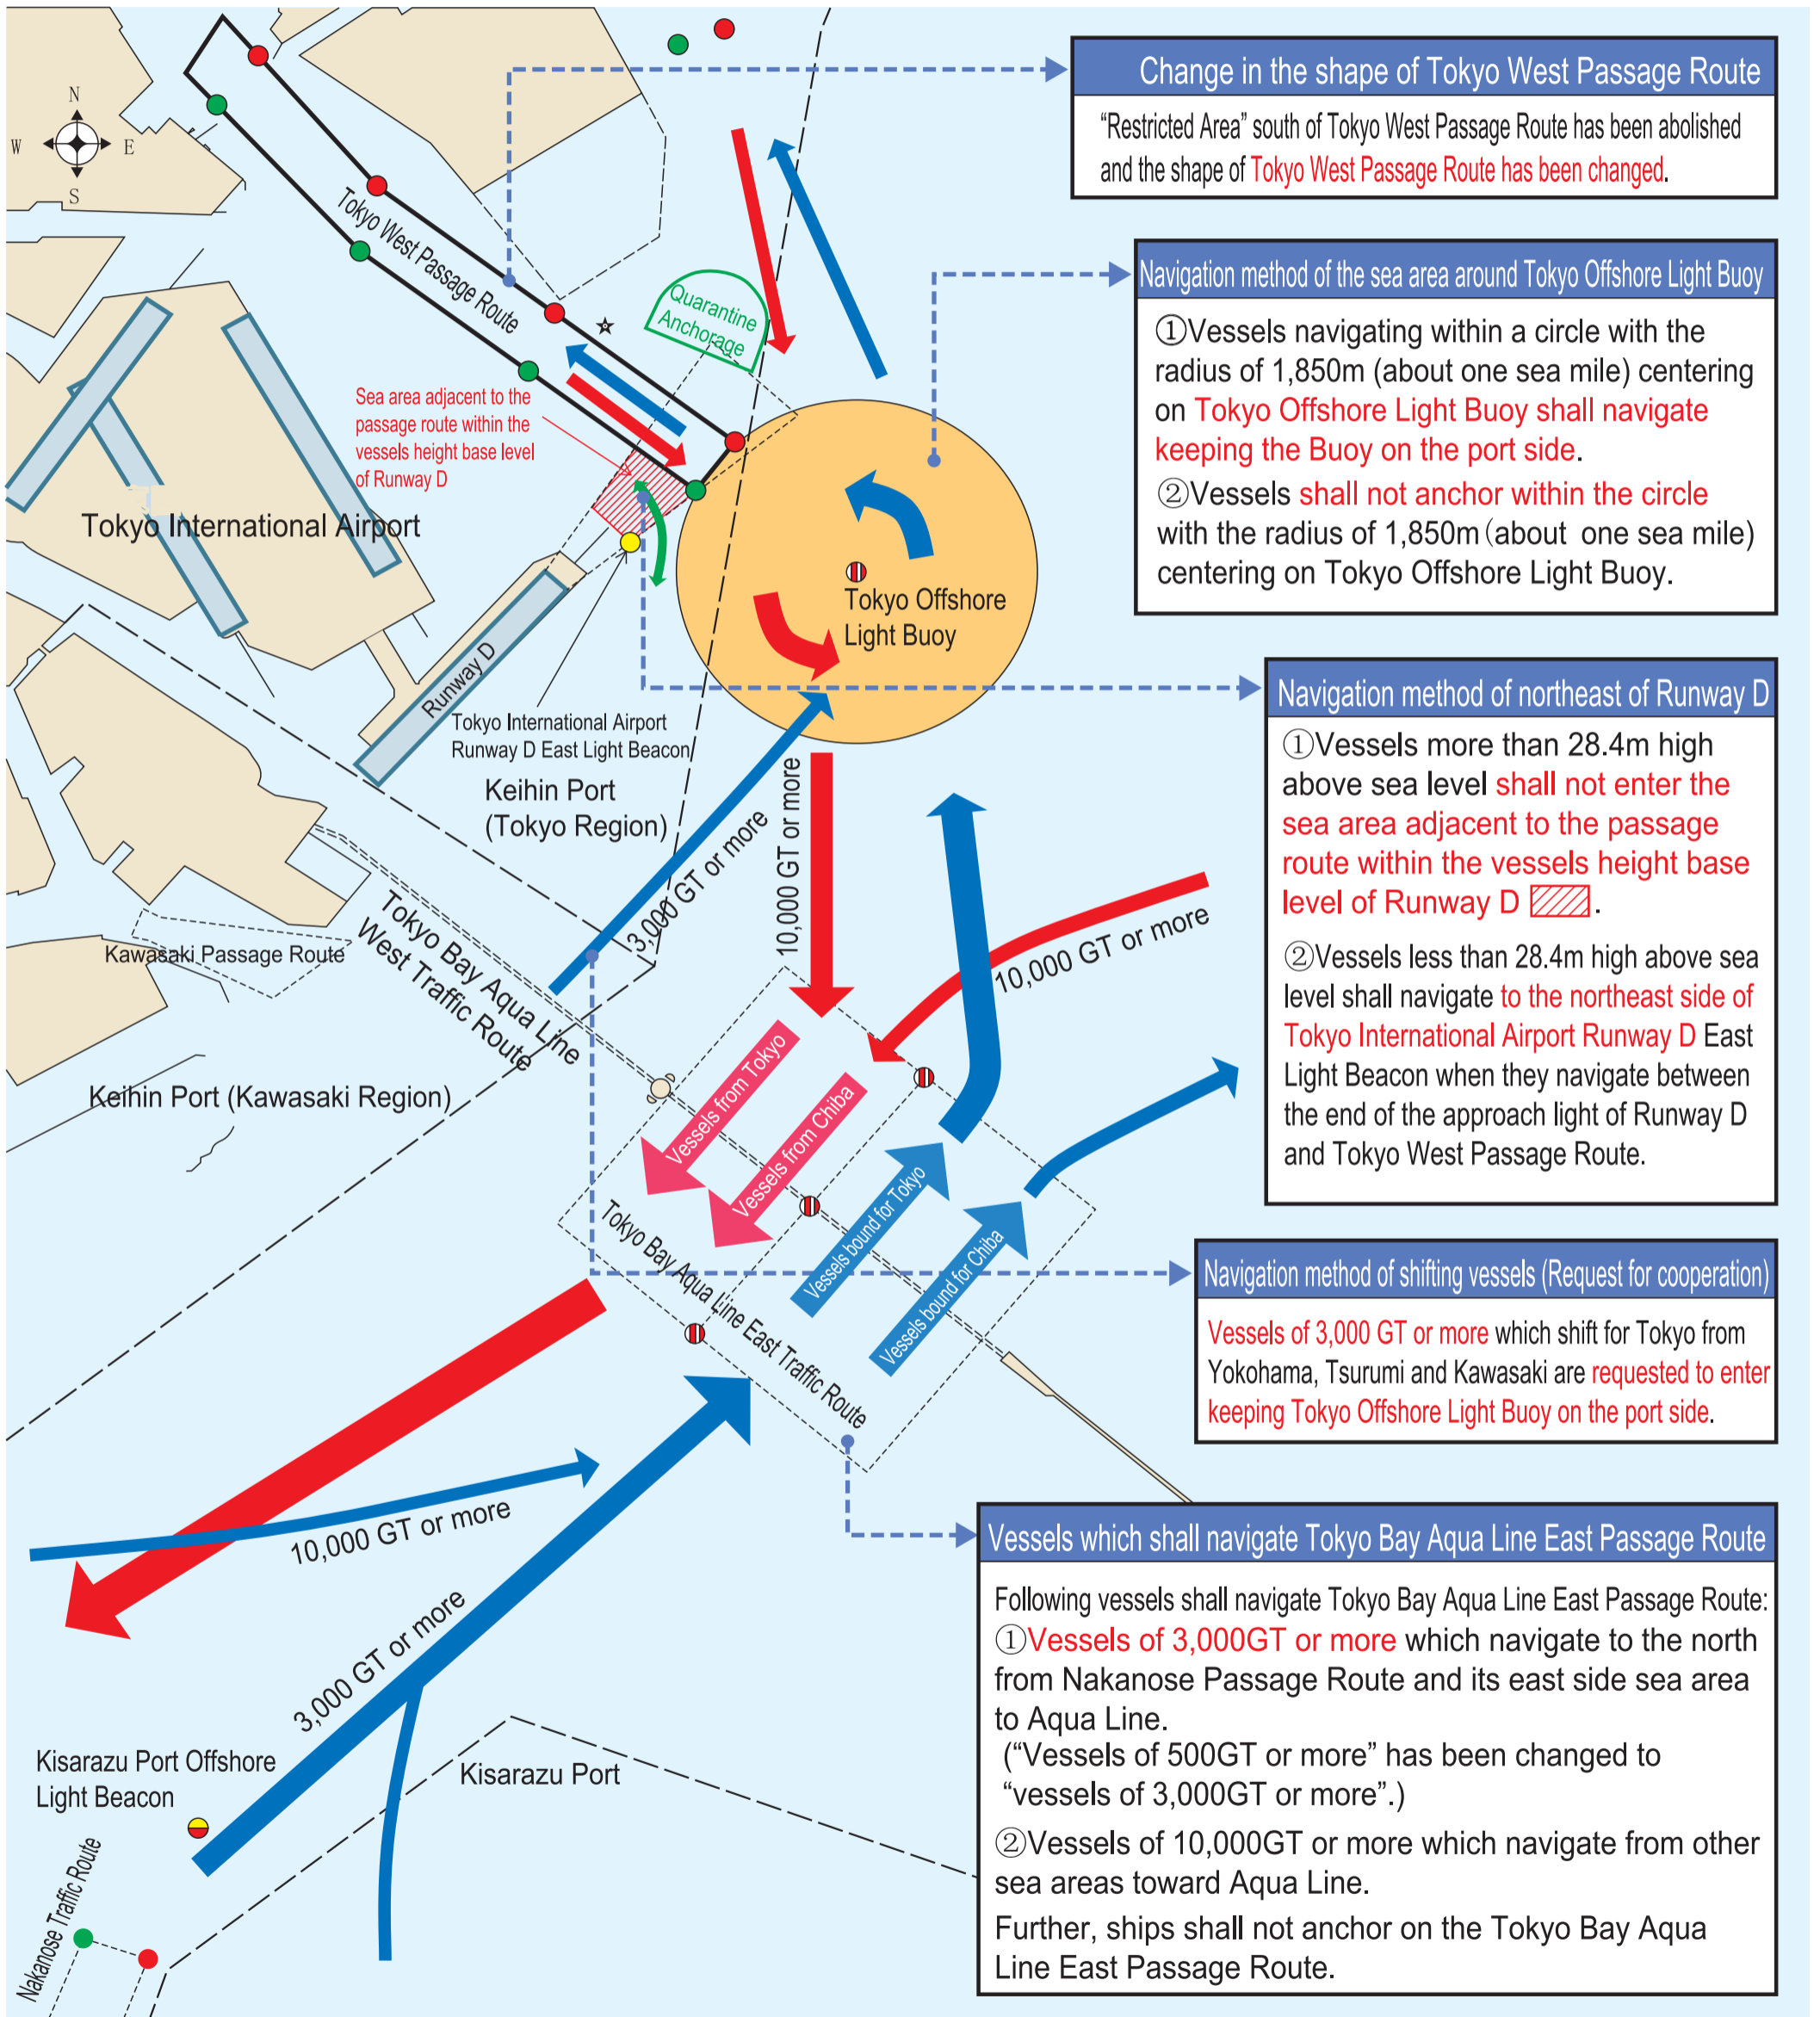 N
W
E
S
Tokyo West Passage Route
Quarantine
Anchorage
Sea area adjacent to the
passage route within the
vessels height base level
of Runway D
Tokyo International Airport
Tokyo Offshore
Light Buoy
Runway D
Tokyo International Airport
Runway D East Light Beacon
Keihin Port
(Tokyo Region)
3,000 GT or more
10,000 GT or more
10,000 GT or more
Kawasaki Passage Route
Tokyo Bay Aqua Line
West Traffic Route
Keihin Port (Kawasaki Region)
Vessels from Tokyo
Vessels from Chiba
Vessels bound for Tokyo
Vessels bound for Chiba
Tokyo Bay Aqua Line East Traffic Route
10,000 GT or more
3,000 GT or more
Kisarazu Port Offshore
Light Beacon
Kisarazu Port
Nakanose Traffic Route
Change in the shape of Tokyo West Passage Route
“Restricted Area” south of Tokyo West Passage Route has been abolished
and the shape of Tokyo West Passage Route has been changed.
Navigation method of the sea area around Tokyo Offshore Light Buoy
①Vessels navigating within a circle with the
radius of 1,850m (about one sea mile) centering
on Tokyo Offshore Light Buoy shall navigate
keeping the Buoy on the port side.
②Vessels shall not anchor within the circle
with the radius of 1,850m (about one sea mile)
centering on Tokyo Offshore Light Buoy.
Navigation method of northeast of Runway D
①Vessels more than 28.4m high
above sea level shall not enter the
sea area adjacent to the passage
route within the vessels height base
level of Runway D .
②Vessels less than 28.4m high above sea
level shall navigate to the northeast side of
Tokyo International Airport Runway D East
Light Beacon when they navigate between
the end of the approach light of Runway D
and Tokyo West Passage Route.
Navigation method of shifting vessels (Request for cooperation)
Vessels of 3,000 GT or more which shift for Tokyo from
Yokohama, Tsurumi and Kawasaki are requested to enter
keeping Tokyo Offshore Light Buoy on the port side.
Vessels which shall navigate Tokyo Bay Aqua Line East Passage Route
Following vessels shall navigate Tokyo Bay Aqua Line East Passage Route:
①Vessels of 3,000GT or more which navigate to the north
from Nakanose Passage Route and its east side sea area
to Aqua Line.
(“Vessels of 500GT or more” has been changed to
“vessels of 3,000GT or more”.)
②Vessels of 10,000GT or more which navigate from other
sea areas toward Aqua Line.
Further, ships shall not anchor on the Tokyo Bay Aqua
Line East Passage Route.